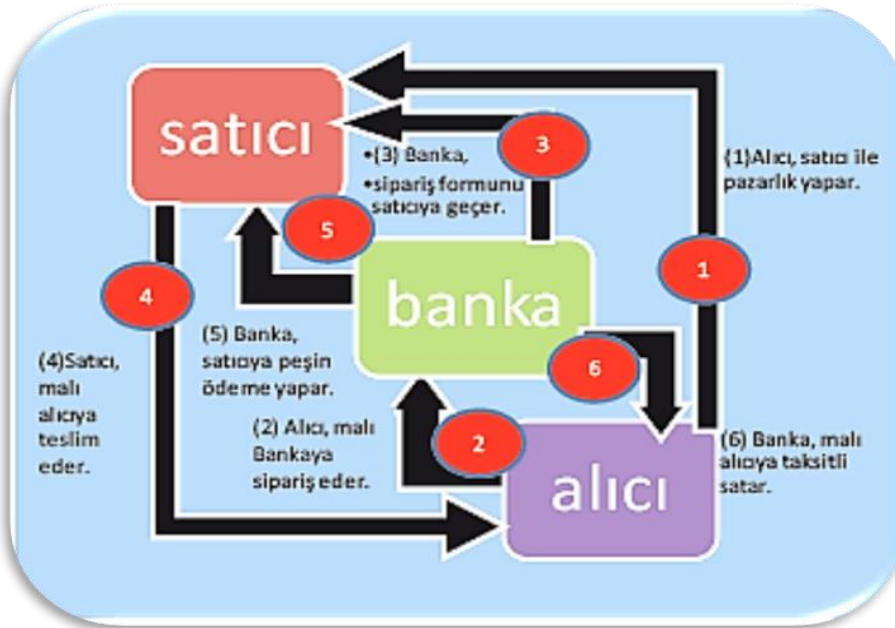 satıcı
3
•(3) Banka,
•sipariş formunu
satıcıya geçer.
(1)Alıcı, satıcı ile
pazarlık yapar.
5
1
4
banka
(5) Banka,
satıcıya peşin
ödeme yapar.
6
(4)Satıcı,
malı
alıcıya
teslim
eder.
(2) Alıcı, malı
Bankaya
sipariş eder.
2
alıcı
(6) Banka, malı
alıcıya taksitli
satar.